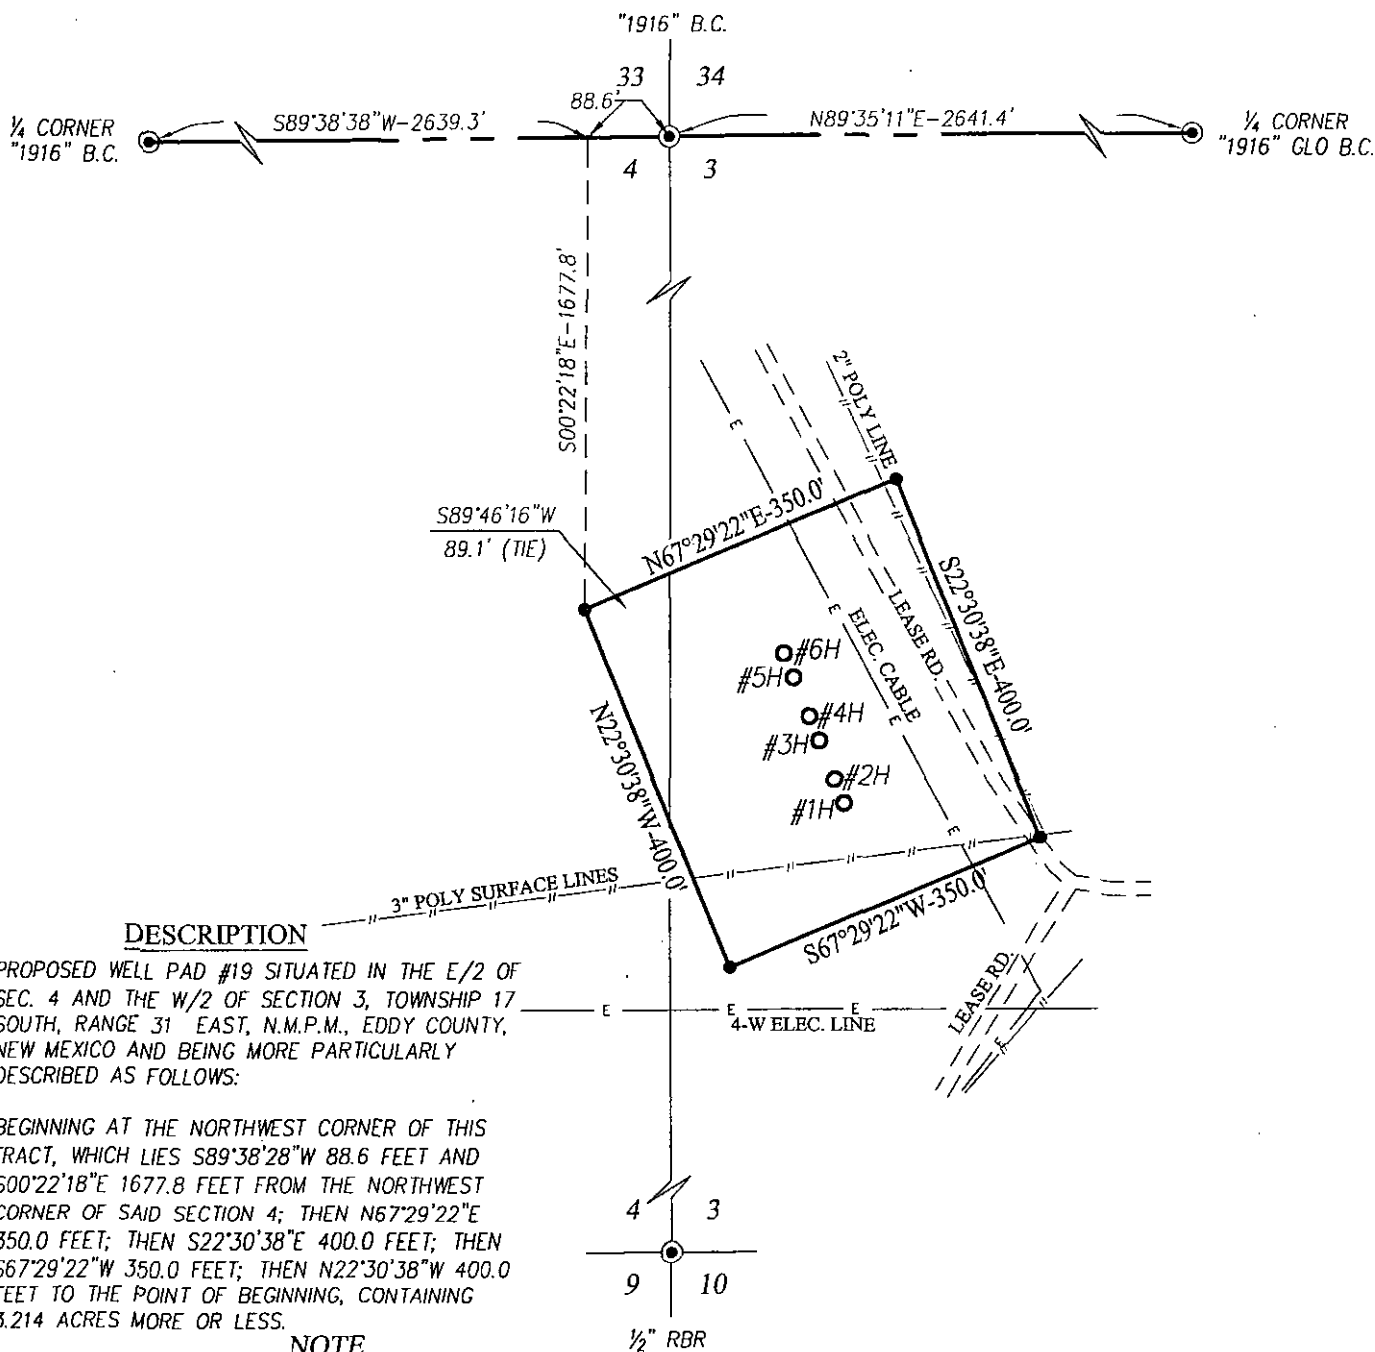 "1916" B.C.
33 34
88.6'
S89°38'38"W-2639.3'
N89°35'11"E-2641.4'
¼ CORNER
"1916" B.C.
¼ CORNER
"1916" GLO B.C.
4 3
S00°22'18"E-1677.8'
2" POLY LINE
S89°46'16"W
89.1' (TIE)
N67°29'22"E-350.0'
S22°30'38"E-400.0'
LEASE RD.
ELEC. CABLE
E
E
E
E
#6H
#5H
#4H
#3H
#2H
#1H
N22°30'38"W-400.0'
3" POLY SURFACE LINES
S67°29'22"W-350.0'
DESCRIPTION
PROPOSED WELL PAD #19 SITUATED IN THE E/2 OF
SEC. 4 AND THE W/2 OF SECTION 3, TOWNSHIP 17
SOUTH, RANGE 31 EAST, N.M.P.M., EDDY COUNTY,
NEW MEXICO AND BEING MORE PARTICULARLY
DESCRIBED AS FOLLOWS:
E E E
4-W ELEC. LINE
LEASE RD.
E
BEGINNING AT THE NORTHWEST CORNER OF THIS
TRACT, WHICH LIES S89°38'28"W 88.6 FEET AND
S00°22'18"E 1677.8 FEET FROM THE NORTHWEST
CORNER OF SAID SECTION 4; THEN N67°29'22"E
350.0 FEET; THEN S22°30'38"E 400.0 FEET; THEN
S67°29'22"W 350.0 FEET; THEN N22°30'38"W 400.0
FEET TO THE POINT OF BEGINNING, CONTAINING
3.214 ACRES MORE OR LESS.
4 3
9 10
½" RBR
NOTE